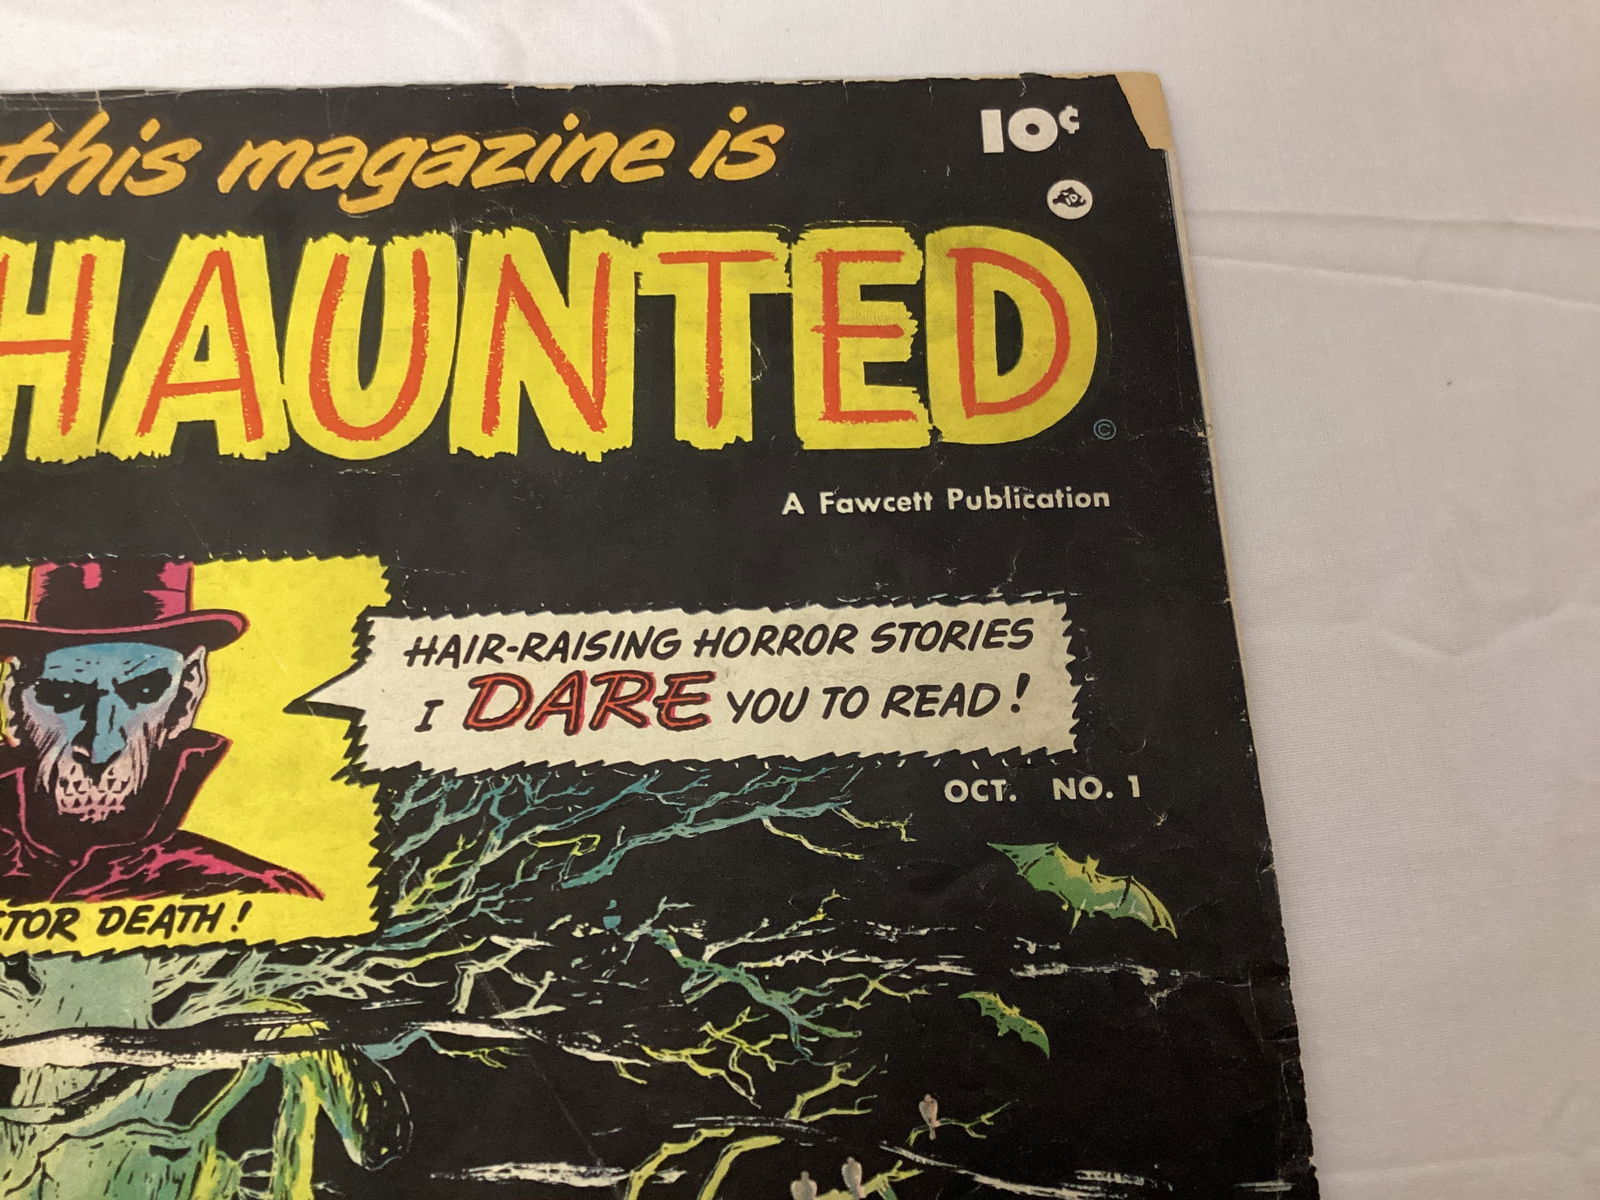 this magazine is
10¢
HAUNTED
©
A Fawcett Publication
HAIR-RAISING HORROR STORIES
I DARE YOU TO READ!
OCT. NO. 1
DEATH!